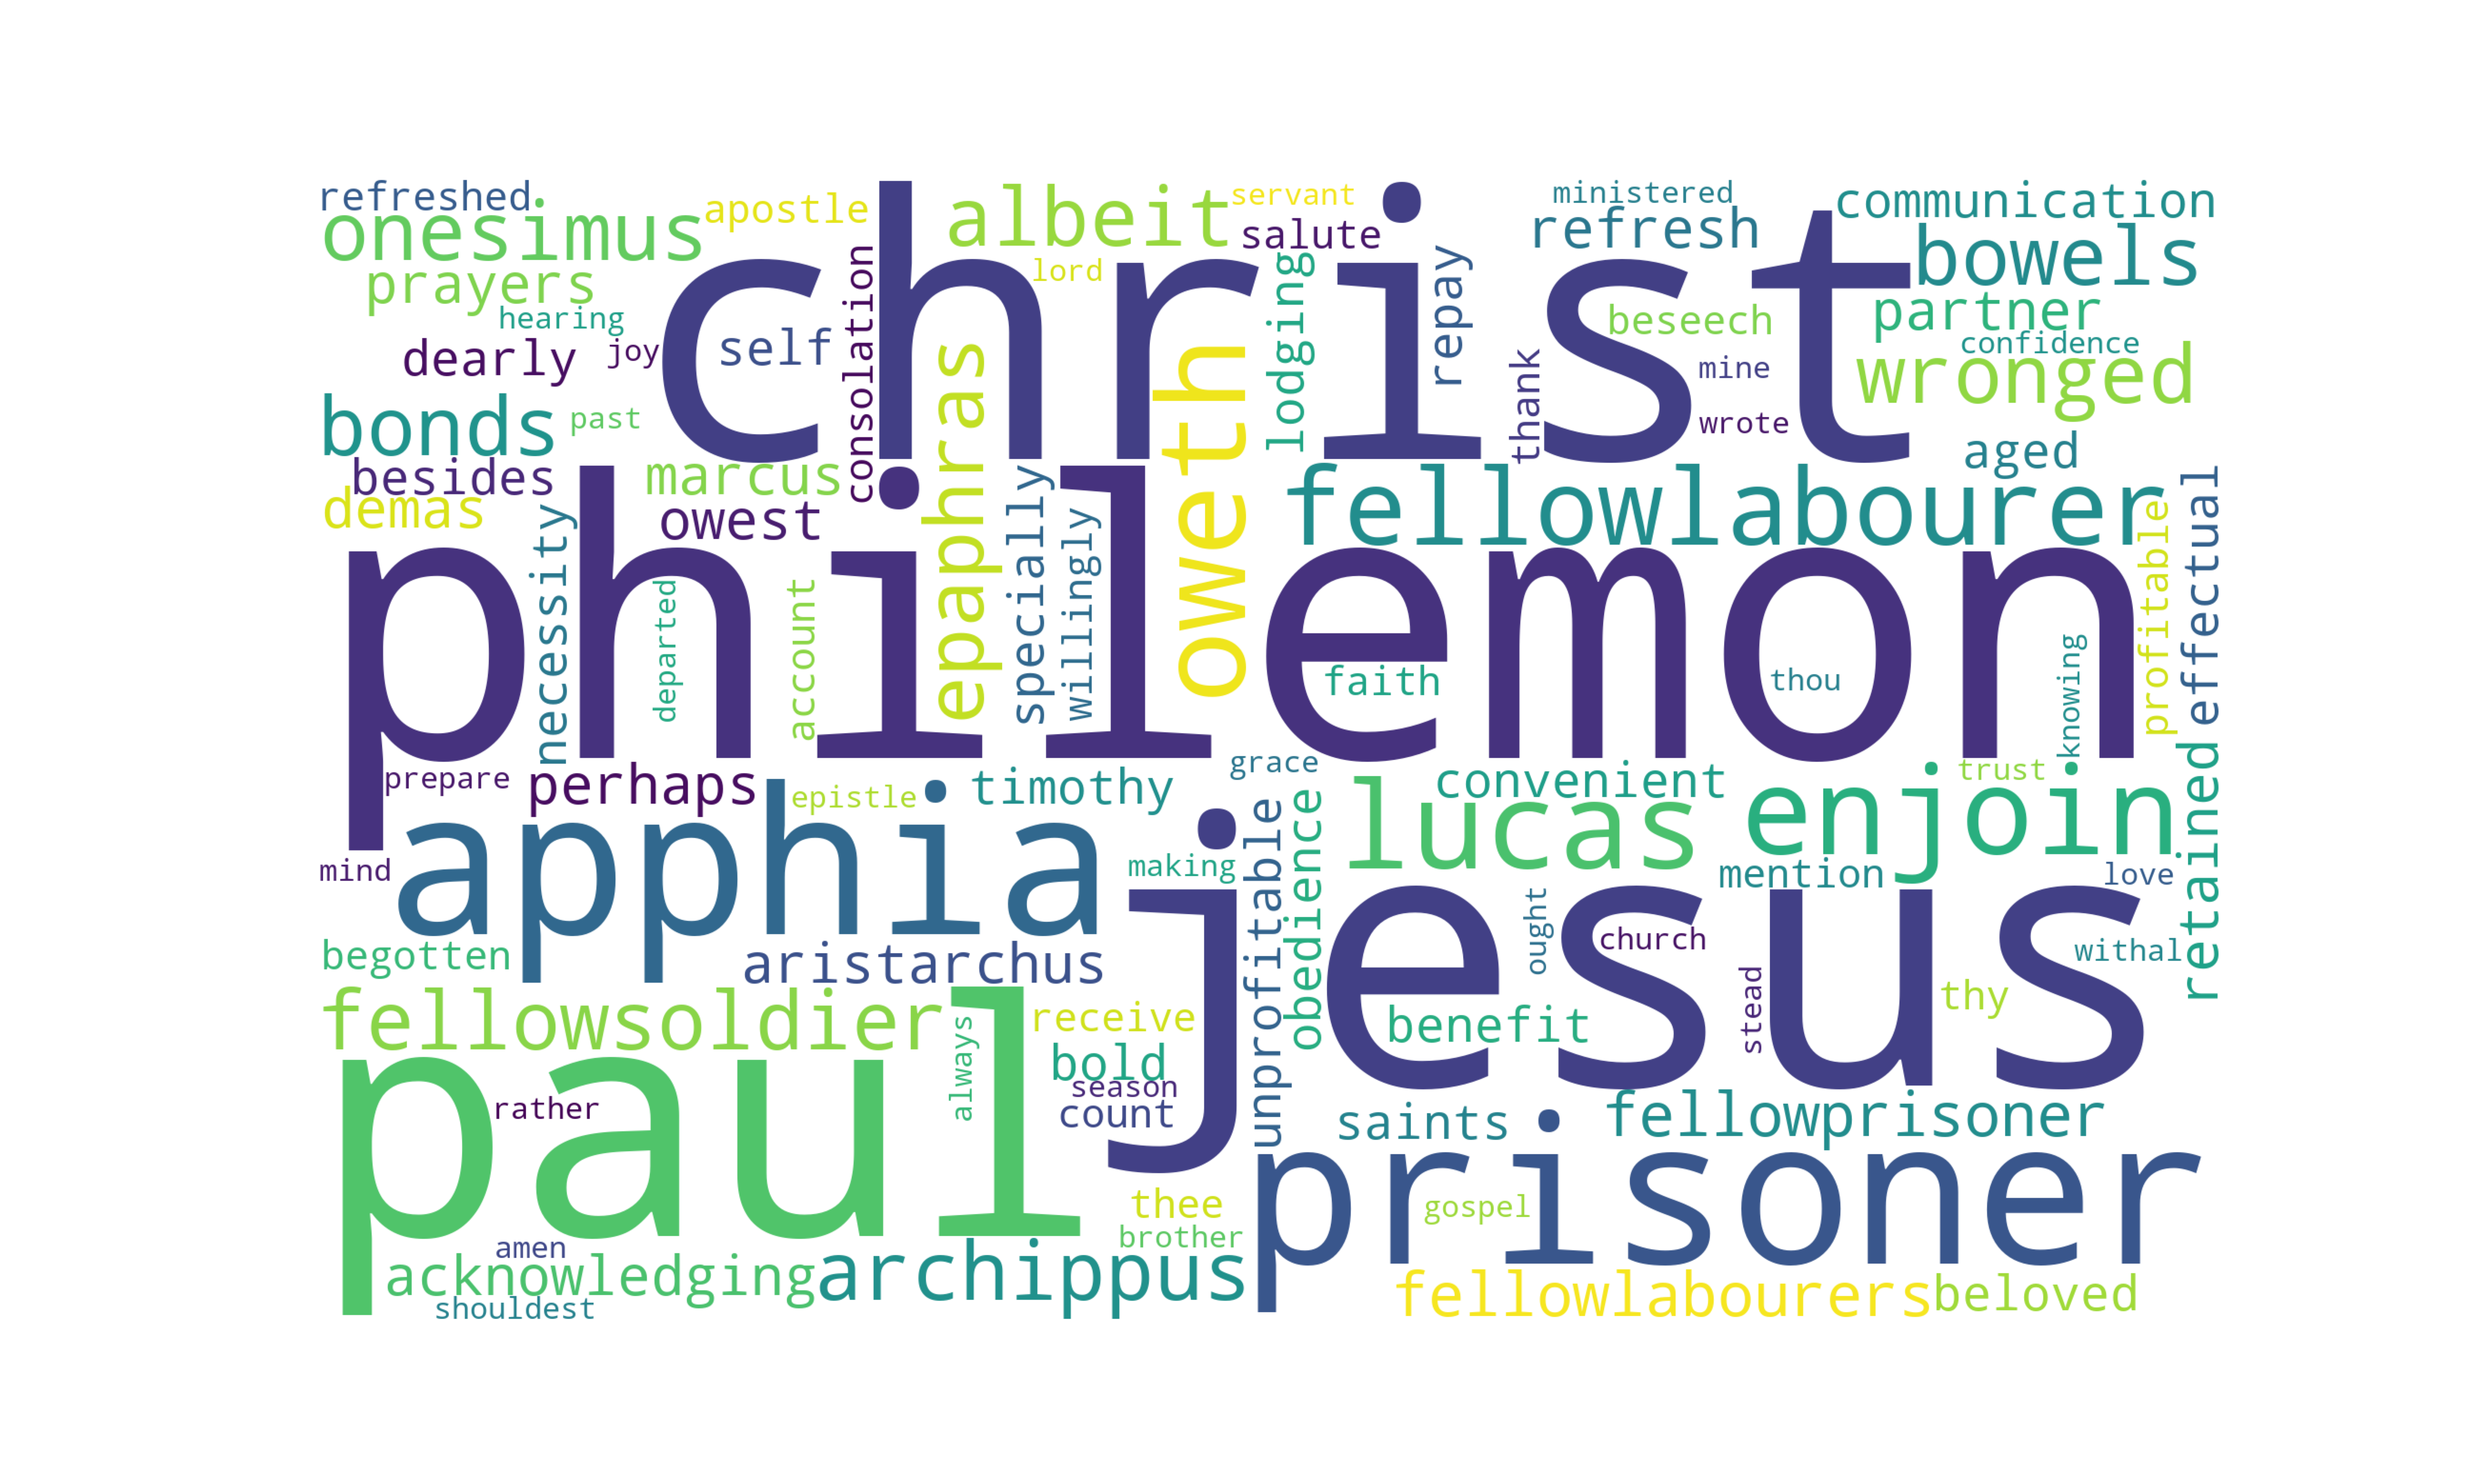 refreshed
onesimus
apostle
albeit
servant
salute
ministered
refresh
communication
bowels
prayers
hearing
lord
christ
consolation
lodging
repay
beseech
partner
confidence
dearly
joy
self
thank
mine
wrote
wronged
bonds
past
epaphras
oweth
aged
besides
marcus
demas
owest
specially
willingly
fellowlabourer
profitable
effectual
necessity
philemon
departed
account
faith
thou
knowing
prepare
perhaps
epistle
timothy
grace
convenient
trust
lucas
enjoin
retained
apphia
mind
making
unprofitable
obedience
mention
love
begotten
aristarchus
jesus
ought
church
withal
fellowsoldier
always
receive
benefit
stead
thy
bold
season
count
paul
rather
saints
fellowprisoner
thee
brother
gospel
prisoner
amen
acknowledging
archippus
shouldest
fellowlabourers
beloved